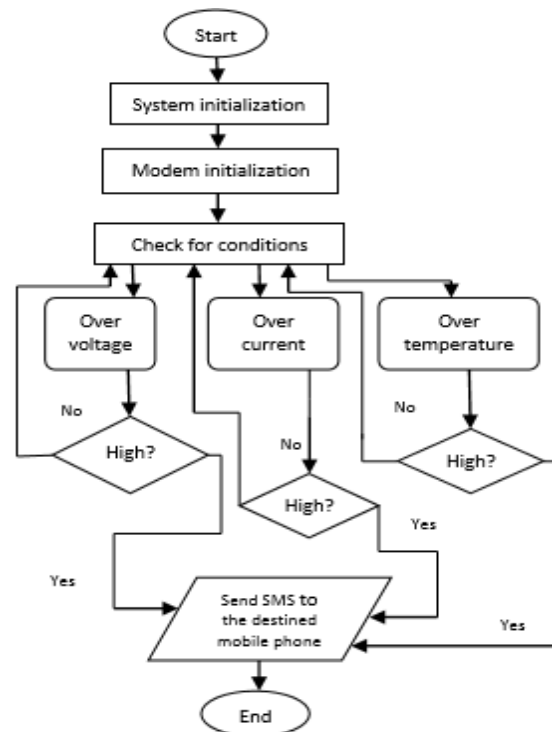 Start
System initialization
Modem initialization
Check for conditions
Over
voltage
Over
current
Over
temperature
No
High?
No
High?
No
High?
Yes
Yes
Yes
Send SMS to
the destined
mobile phone
End